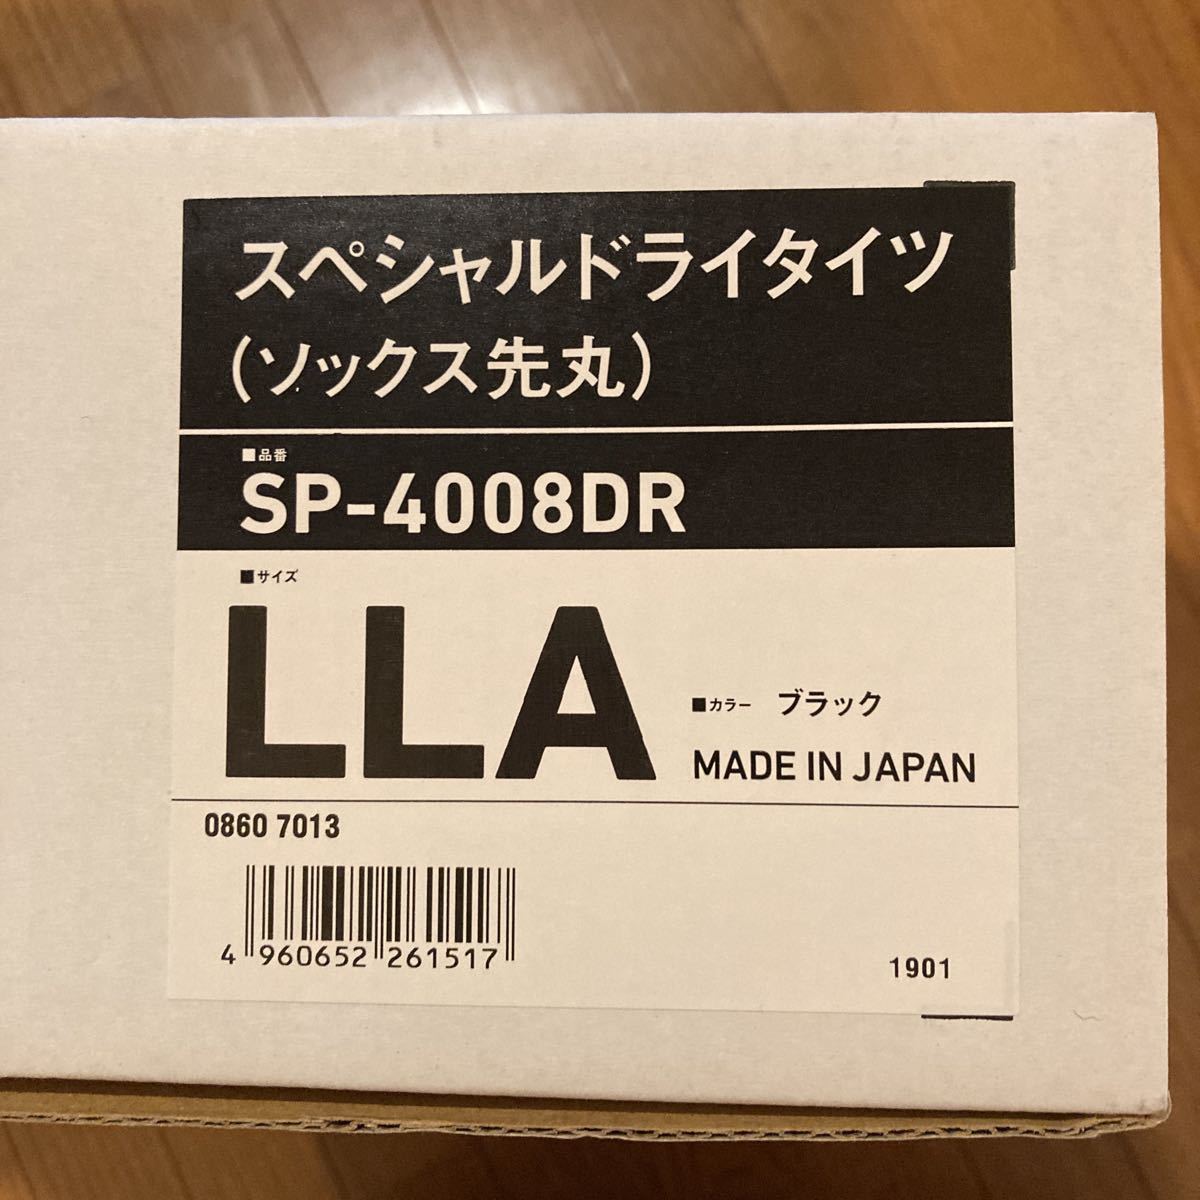 スペシャルドライタイツ
(ソックス先丸)
■品番
SP-4008DR
■サイズ
LLA
■カラー ブラック
MADE IN JAPAN
0860 7013
4 960652 261517
1901